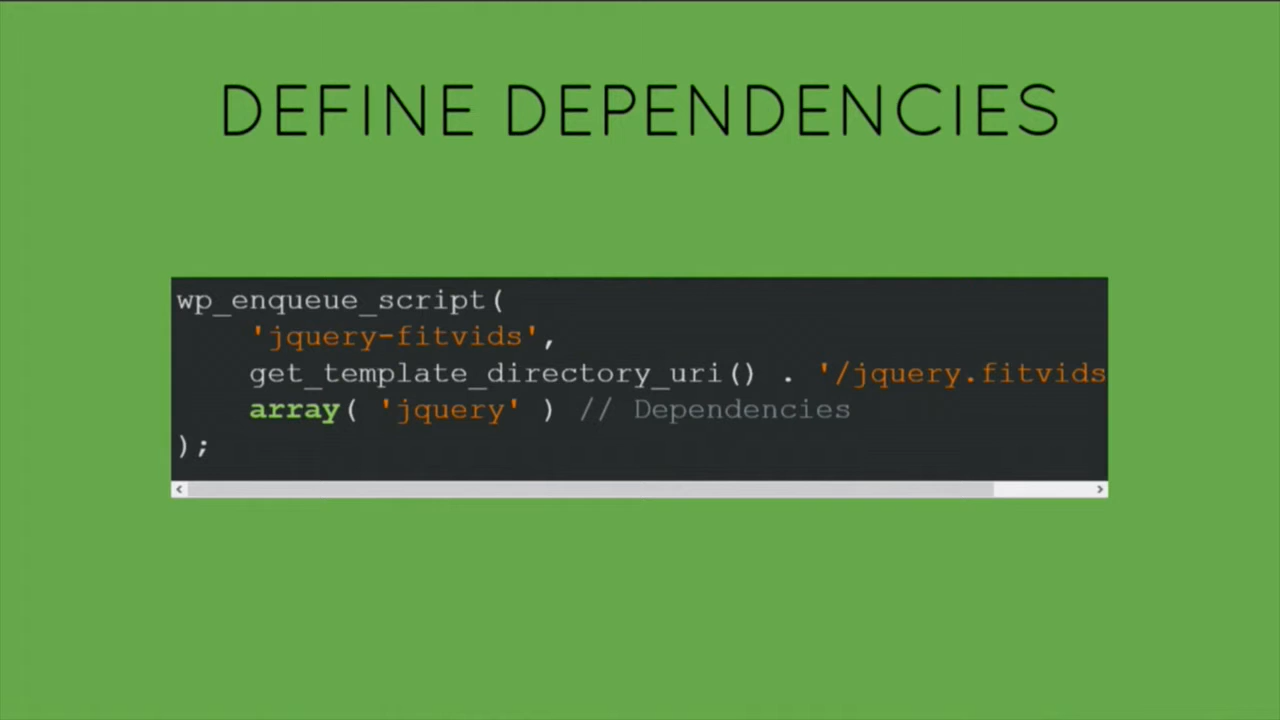 DEFINE DEPENDENCIES
wp_enqueue_script(
'jquery-fitvids',
get_template_directory_uri() . '/jquery.fitvids
array( 'jquery' ) // Dependencies
);